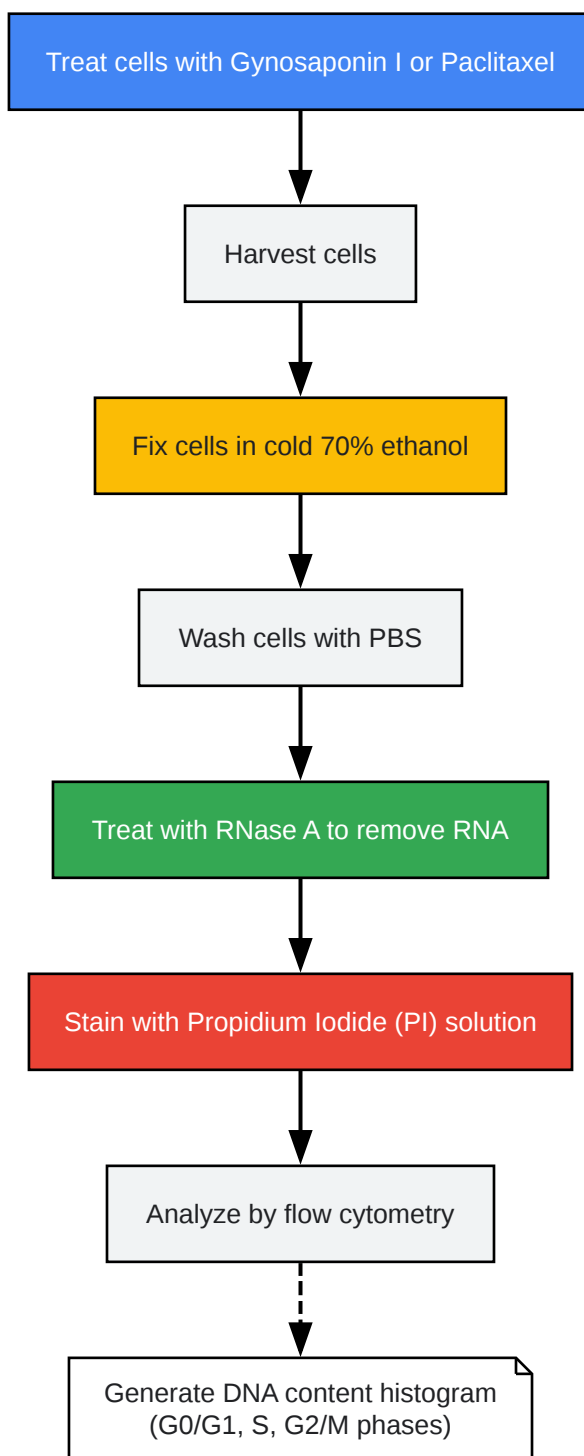 Treat cells with Gynosaponin I or Paclitaxel
Harvest cells
Fix cells in cold 70% ethanol
Wash cells with PBS
Treat with RNase A to remove RNA
Stain with Propidium Iodide (PI) solution
Analyze by flow cytometry
Generate DNA content histogram
(G0/G1, S, G2/M phases)